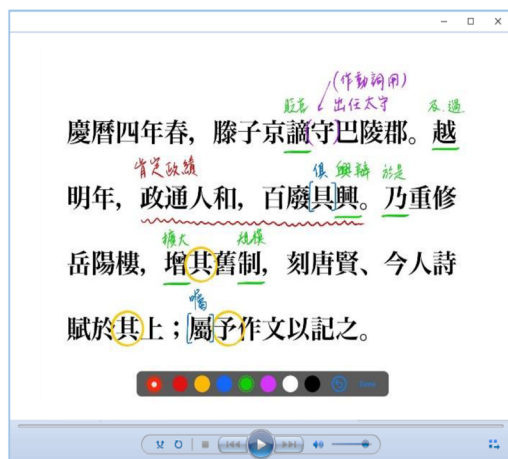 (作動詞用)
貶官 出任太守 及、過
慶曆四年春，滕子京謫守巴陵郡。越
肯定政績 俱 興辦 於是
明年，政通人和，百廢具興。乃重修
擴大 規模
岳陽樓，增其舊制，刻唐賢、今人詩
囑
賦於其上；屬予作文以記之。